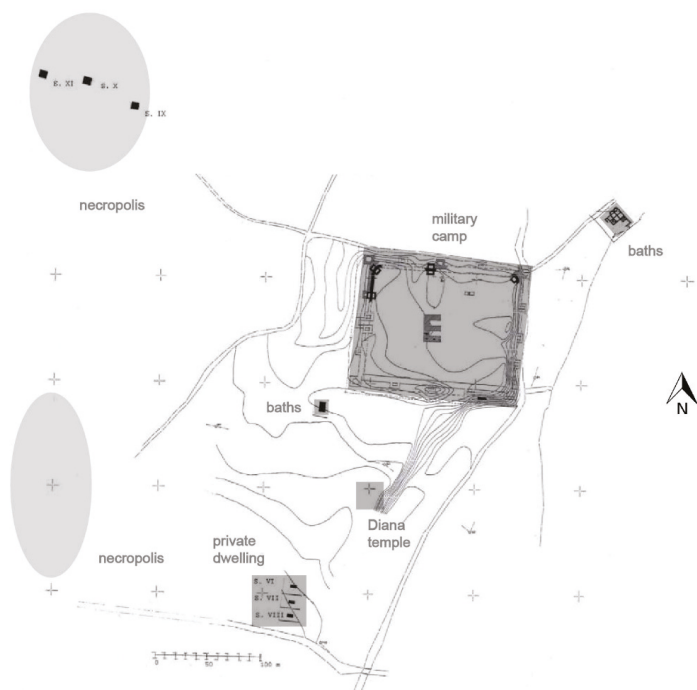 S. XI
S. X
S. IX
necropolis
military
camp
baths
N
baths
Diana
temple
necropolis
private
dwelling
S. VI
S. VII
S. VIII
0
50
100 m